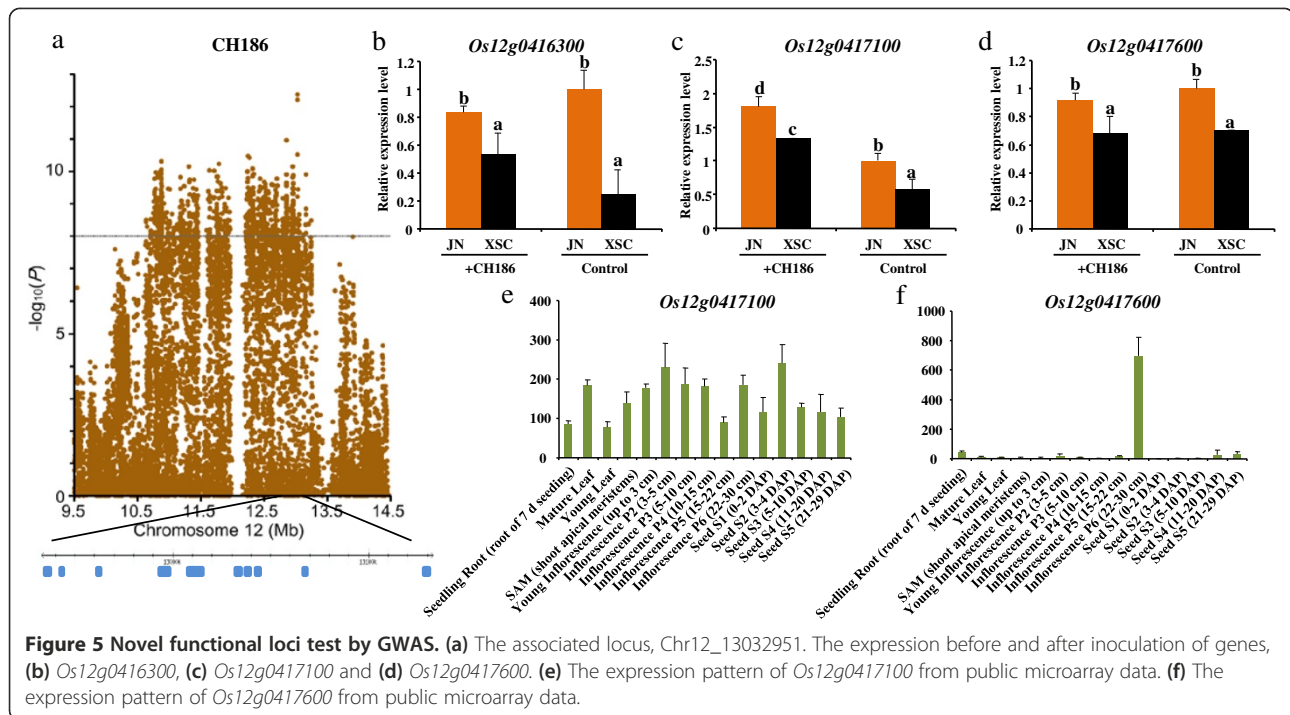 a
CH186
-log10(P)
10
5
0
9.5 10.5 11.5 12.5 13.5 14.5
Chromosome 12 (Mb)
b
Os12g0416300
Relative expression level
1.2
1
0.8
0.6
0.4
0.2
0
b a b a
JN XSC JN XSC
+CH186 Control
c
Os12g0417100
Relative expression level
2.5
2
1.5
1
0.5
0
d c b a
JN XSC JN XSC
+CH186 Control
d
Os12g0417600
Relative expression level
1.2
1
0.8
0.6
0.4
0.2
0
b a b a
JN XSC JN XSC
+CH186 Control
e
Os12g0417100
400
300
200
100
0
Seedling Root (root of 7 d seeding)
Mature Leaf
Young Leaf
SAM (shoot apical meristems)
Young Inflorescence (up to 3 cm)
Inflorescence P2 (3-5 cm)
Inflorescence P3 (5-10 cm)
Inflorescence P4 (10-15 cm)
Inflorescence P5 (15-22 cm)
Inflorescence P6 (22-30 cm)
Seed S1 (0-2 DAP)
Seed S2 (3-4 DAP)
Seed S3 (5-10 DAP)
Seed S4 (11-20 DAP)
Seed S5 (21-29 DAP)
f
Os12g0417600
1000
800
600
400
200
0
Seedling Root (root of 7 d seeding)
Mature Leaf
Young Leaf
SAM (shoot apical meristems)
Young Inflorescence (up to 3 cm)
Inflorescence P2 (3-5 cm)
Inflorescence P3 (5-10 cm)
Inflorescence P4 (10-15 cm)
Inflorescence P5 (15-22 cm)
Inflorescence P6 (22-30 cm)
Seed S1 (0-2 DAP)
Seed S2 (3-4 DAP)
Seed S3 (5-10 DAP)
Seed S4 (11-20 DAP)
Seed S5 (21-29 DAP)
Figure 5 Novel functional loci test by GWAS. (a) The associated locus, Chr12_13032951. The expression before and after inoculation of genes,
(b) Os12g0416300, (c) Os12g0417100 and (d) Os12g0417600. (e) The expression pattern of Os12g0417100 from public microarray data. (f) The
expression pattern of Os12g0417600 from public microarray data.